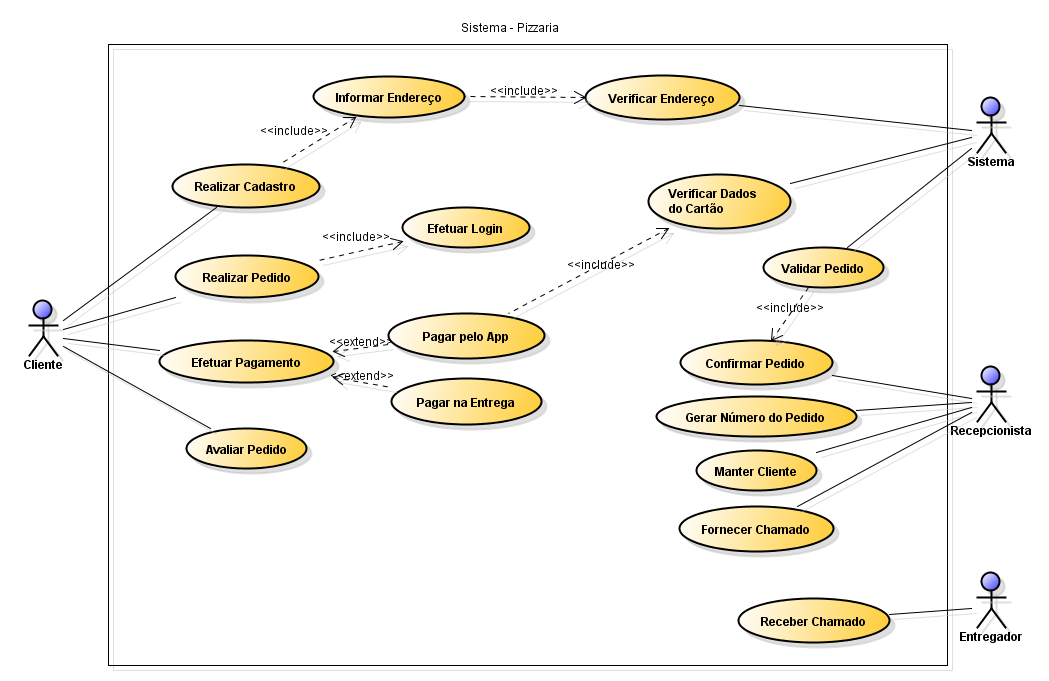 Sistema - Pizzaria
Informar Endereço
<<include>>
Verificar Endereço
<<include>>
Sistema
Realizar Cadastro
Verificar Dados
do Cartão
Efetuar Login
<<include>>
Realizar Pedido
<<include>>
Validar Pedido
<<include>>
Cliente
Efetuar Pagamento
<<extend>>
Pagar pelo App
Confirmar Pedido
<<extend>>
Pagar na Entrega
Gerar Número do Pedido
Recepcionista
Avaliar Pedido
Manter Cliente
Fornecer Chamado
Receber Chamado
Entregador